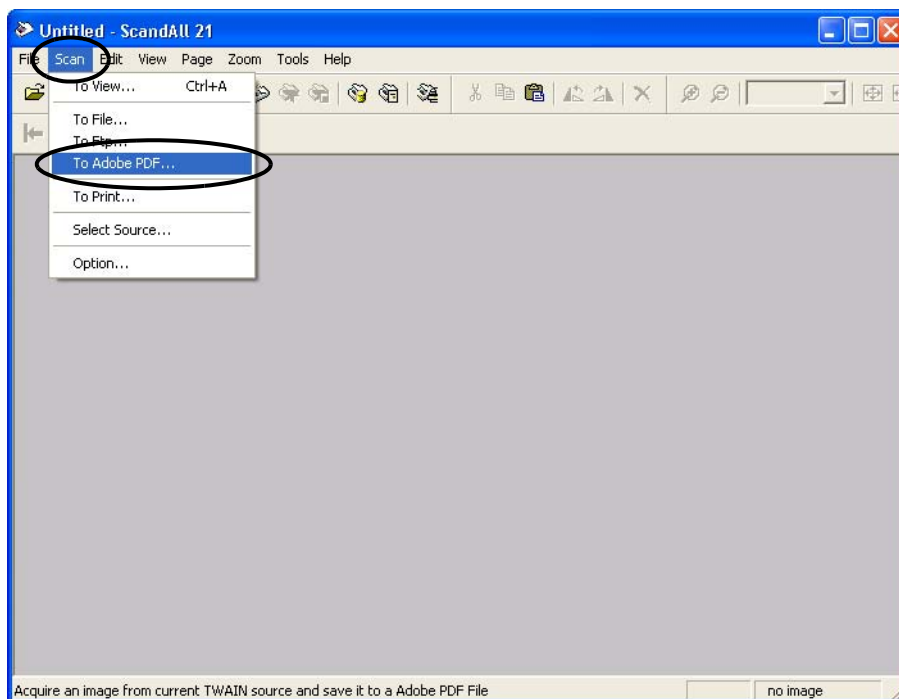 Untitled - ScandAll 21
File Scan Edit View Page Zoom Tools Help
To View... Ctrl+A
To File...
To Ftp...
To Adobe PDF...
To Print...
Select Source...
Option...
Acquire an image from current TWAIN source and save it to a Adobe PDF File no image